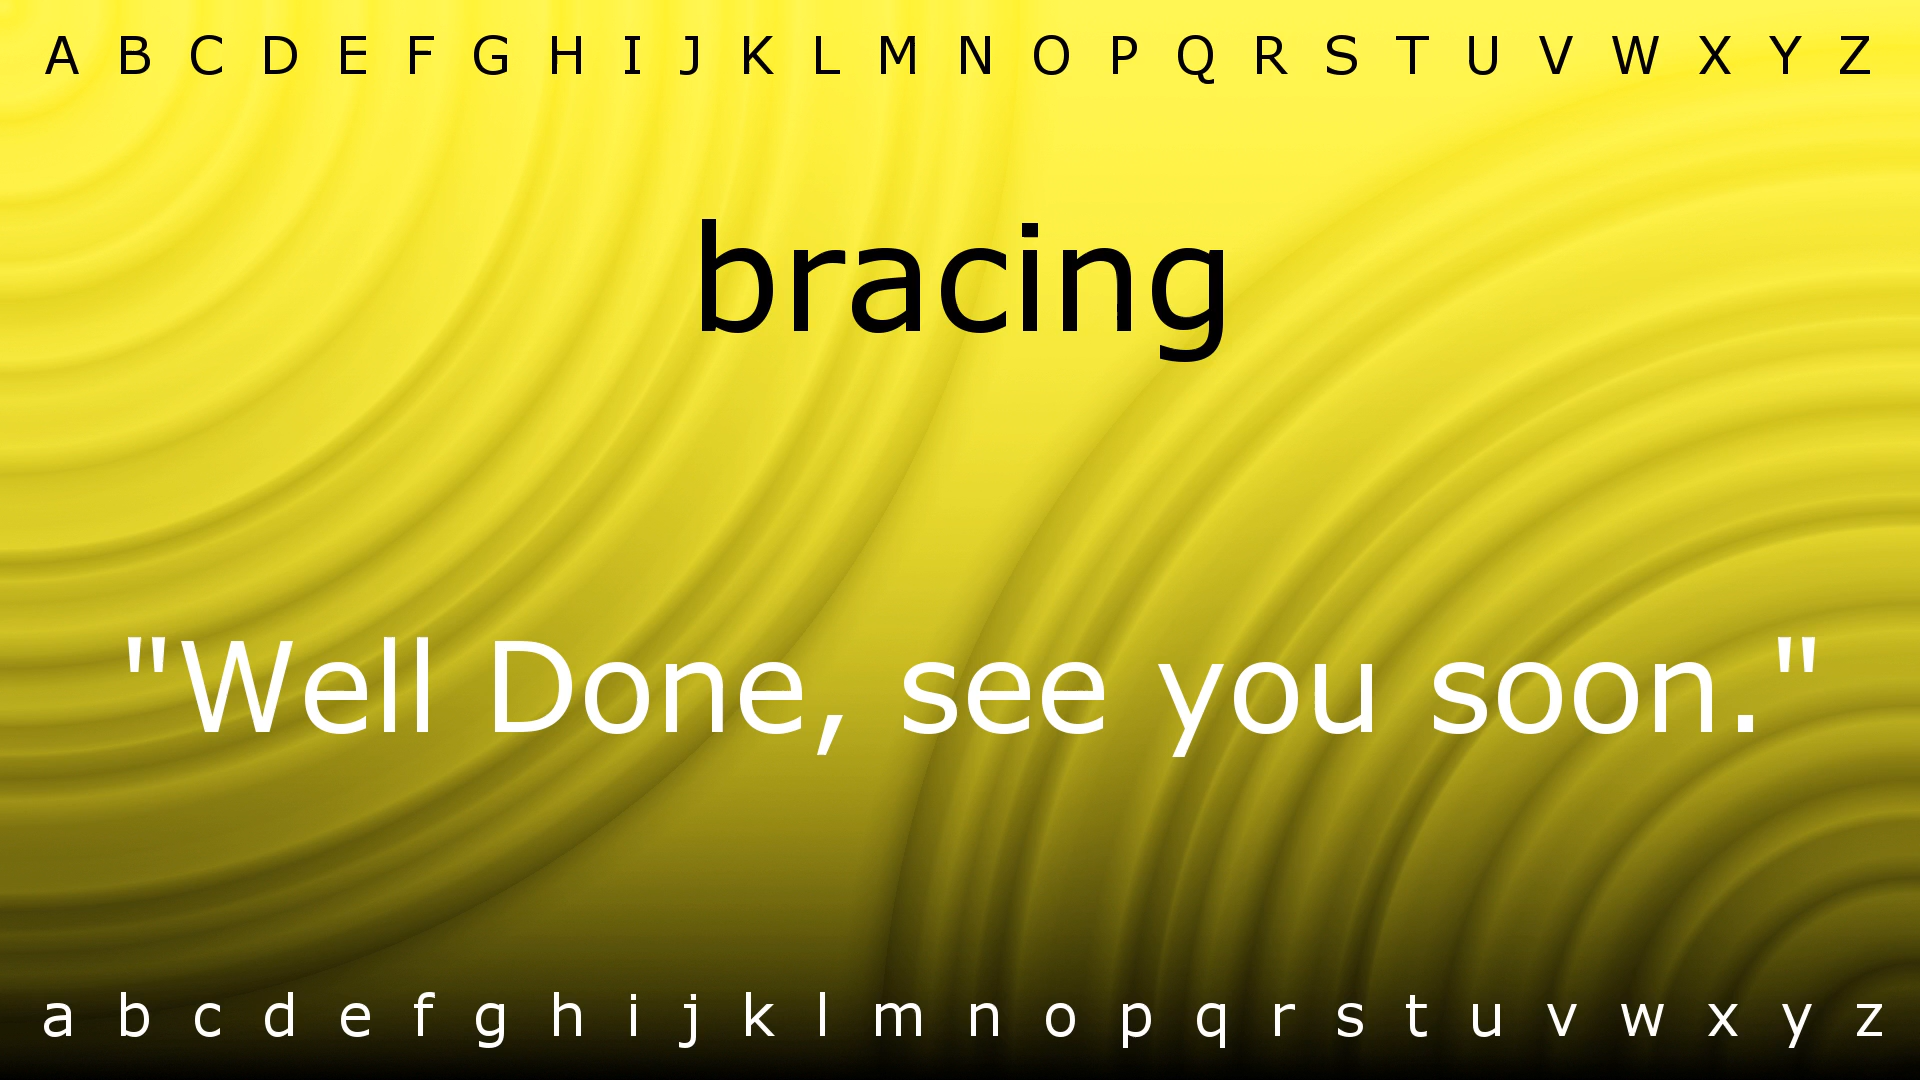 A B C D E F G H I J K L M N O P Q R S T U V W X Y Z
bracing
"Well Done, see you soon."
a b c d e f g h i j k l m n o p q r s t u v w x y z